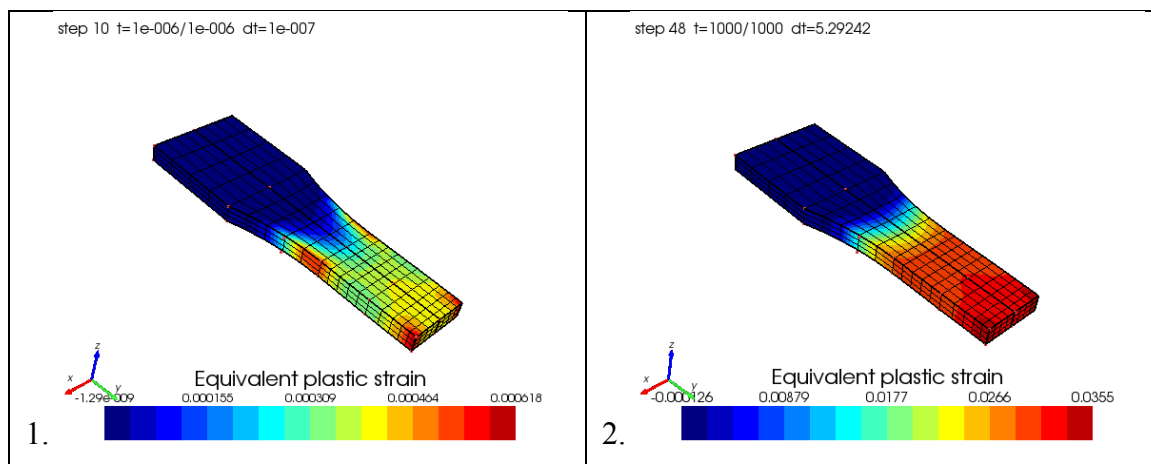 step 10 t=1e-006/1e-006 dt=1e-007
z
x
y
Equivalent plastic strain
-1.29e-009 0.000155 0.000309 0.000464 0.000618
1.
step 48 t=1000/1000 dt=5.29242
z
x
y
Equivalent plastic strain
-0.000126 0.00879 0.0177 0.0266 0.0355
2.